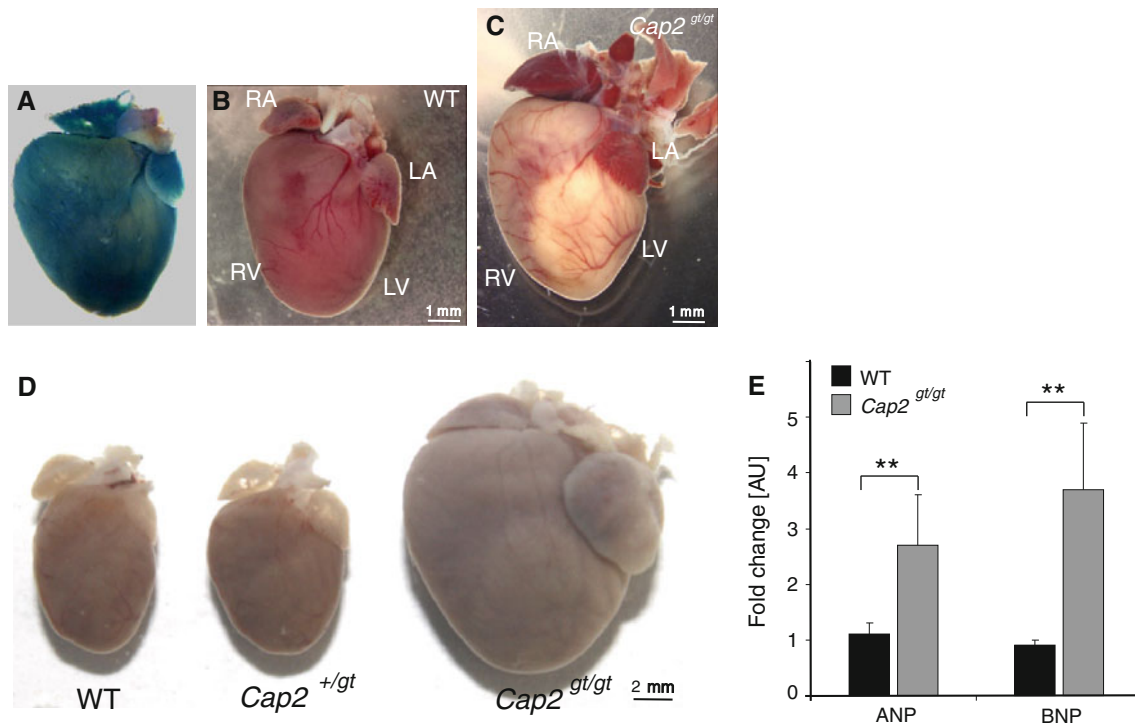 A
B
RA
WT
LA
RV
LV
1 mm
C
Cap2 gt/gt
RA
LA
RV
LV
1 mm
D
WT
Cap2 +/gt
Cap2 gt/gt
2 mm
E
WT
Cap2 gt/gt
**
**
Fold change [AU]
5
4
3
2
1
0
ANP
BNP